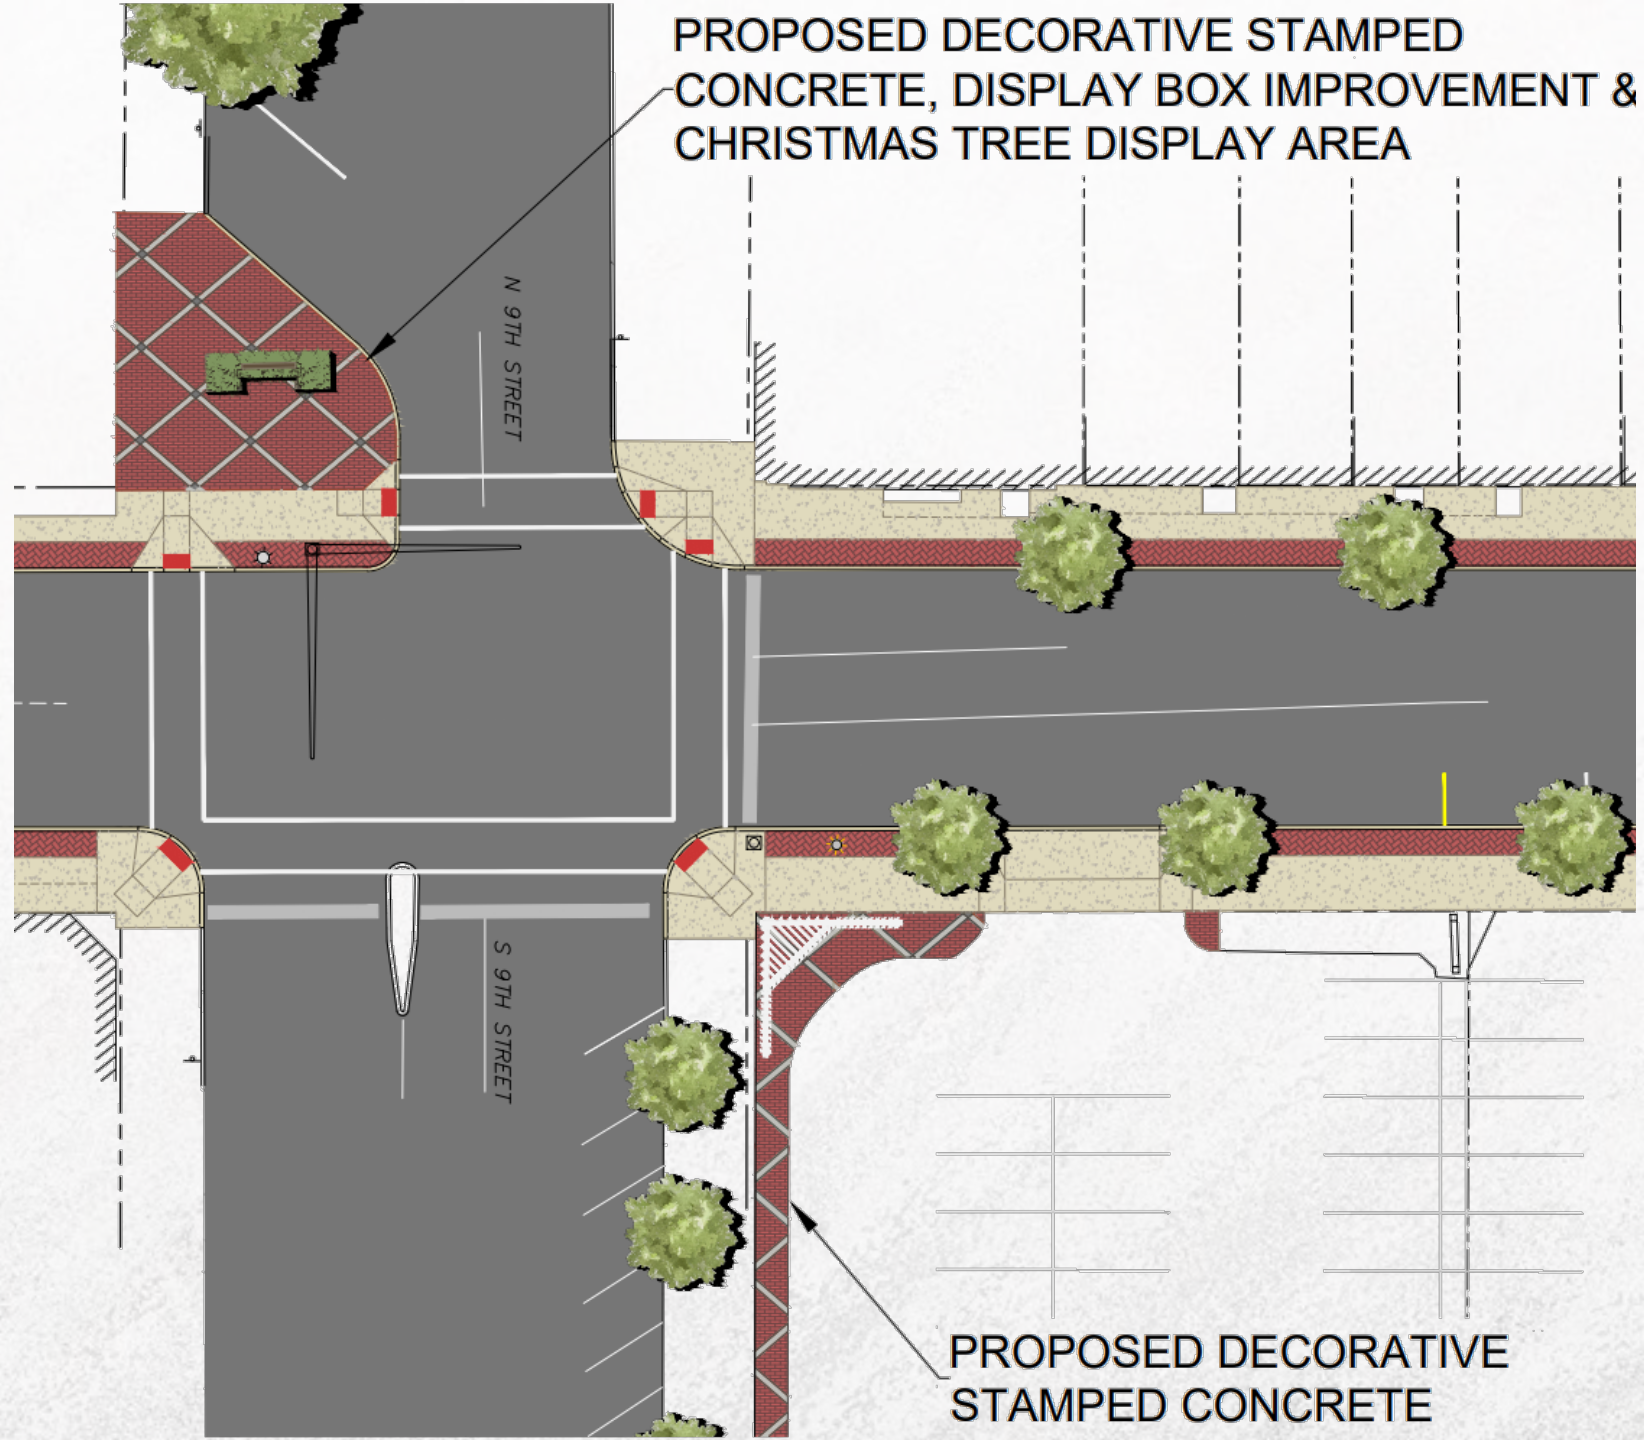 PROPOSED DECORATIVE STAMPED
CONCRETE, DISPLAY BOX IMPROVEMENT &
CHRISTMAS TREE DISPLAY AREA
N 9TH STREET
S 9TH STREET
PROPOSED DECORATIVE
STAMPED CONCRETE